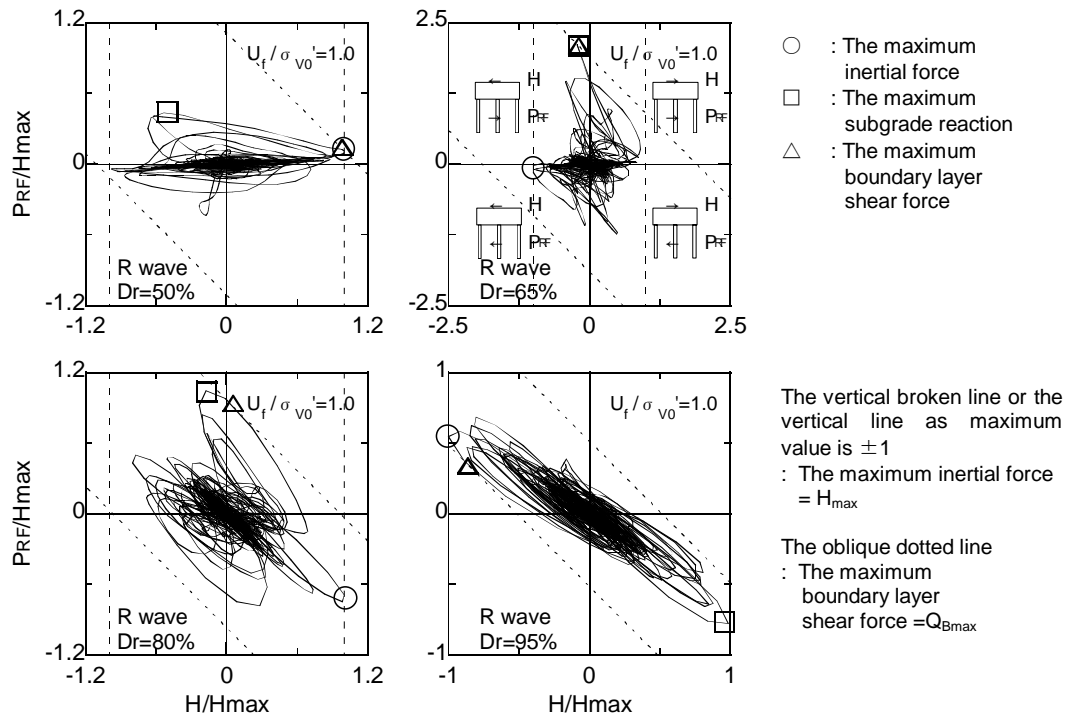 1.2
0
-1.2
PRF/Hmax
Uf / σ V0'=1.0
R wave
Dr=50%
-1.2
0
1.2
2.5
0
-2.5
Uf / σ V0'=1.0
H
PRF
H
PRF
H
PRF
H
PRF
R wave
Dr=65%
-2.5
0
2.5
○ : The maximum
inertial force
□ : The maximum
subgrade reaction
△ : The maximum
boundary layer
shear force
1.2
0
-1.2
PRF/Hmax
Uf / σ V0'=1.0
R wave
Dr=80%
-1.2
0
1.2
H/Hmax
1
0
-1
Uf / σ V0'=1.0
R wave
Dr=95%
-1
0
1
H/Hmax
The vertical broken line or the
vertical line as maximum
value is ±1
: The maximum inertial force
= Hmax
The oblique dotted line
: The maximum
boundary layer
shear force =QBmax